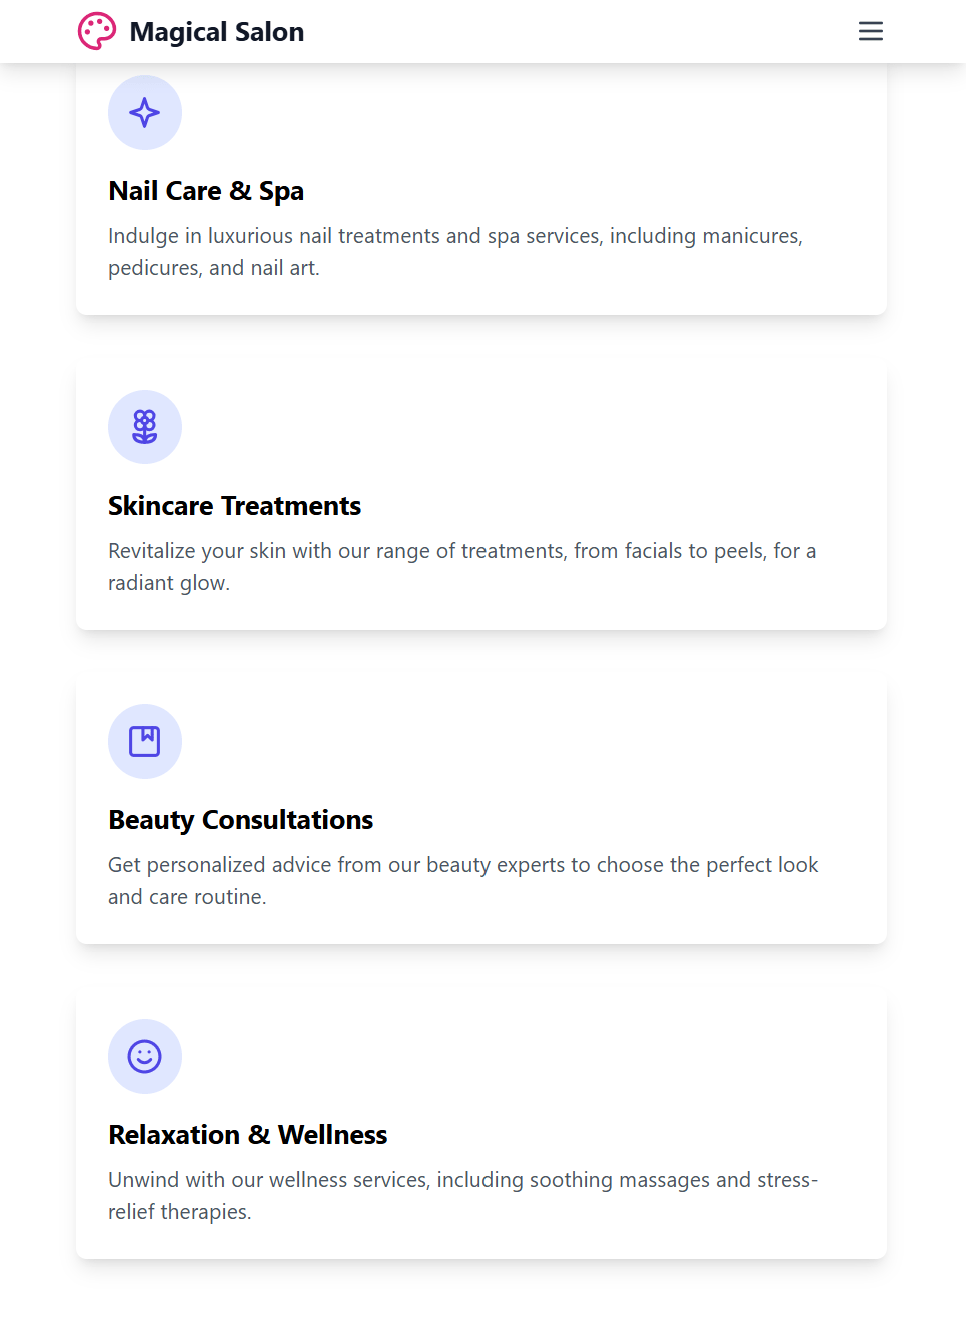 Magical Salon
Nail Care & Spa
Indulge in luxurious nail treatments and spa services, including manicures,
pedicures, and nail art.
Skincare Treatments
Revitalize your skin with our range of treatments, from facials to peels, for a
radiant glow.
Beauty Consultations
Get personalized advice from our beauty experts to choose the perfect look
and care routine.
Relaxation & Wellness
Unwind with our wellness services, including soothing massages and stress-
relief therapies.